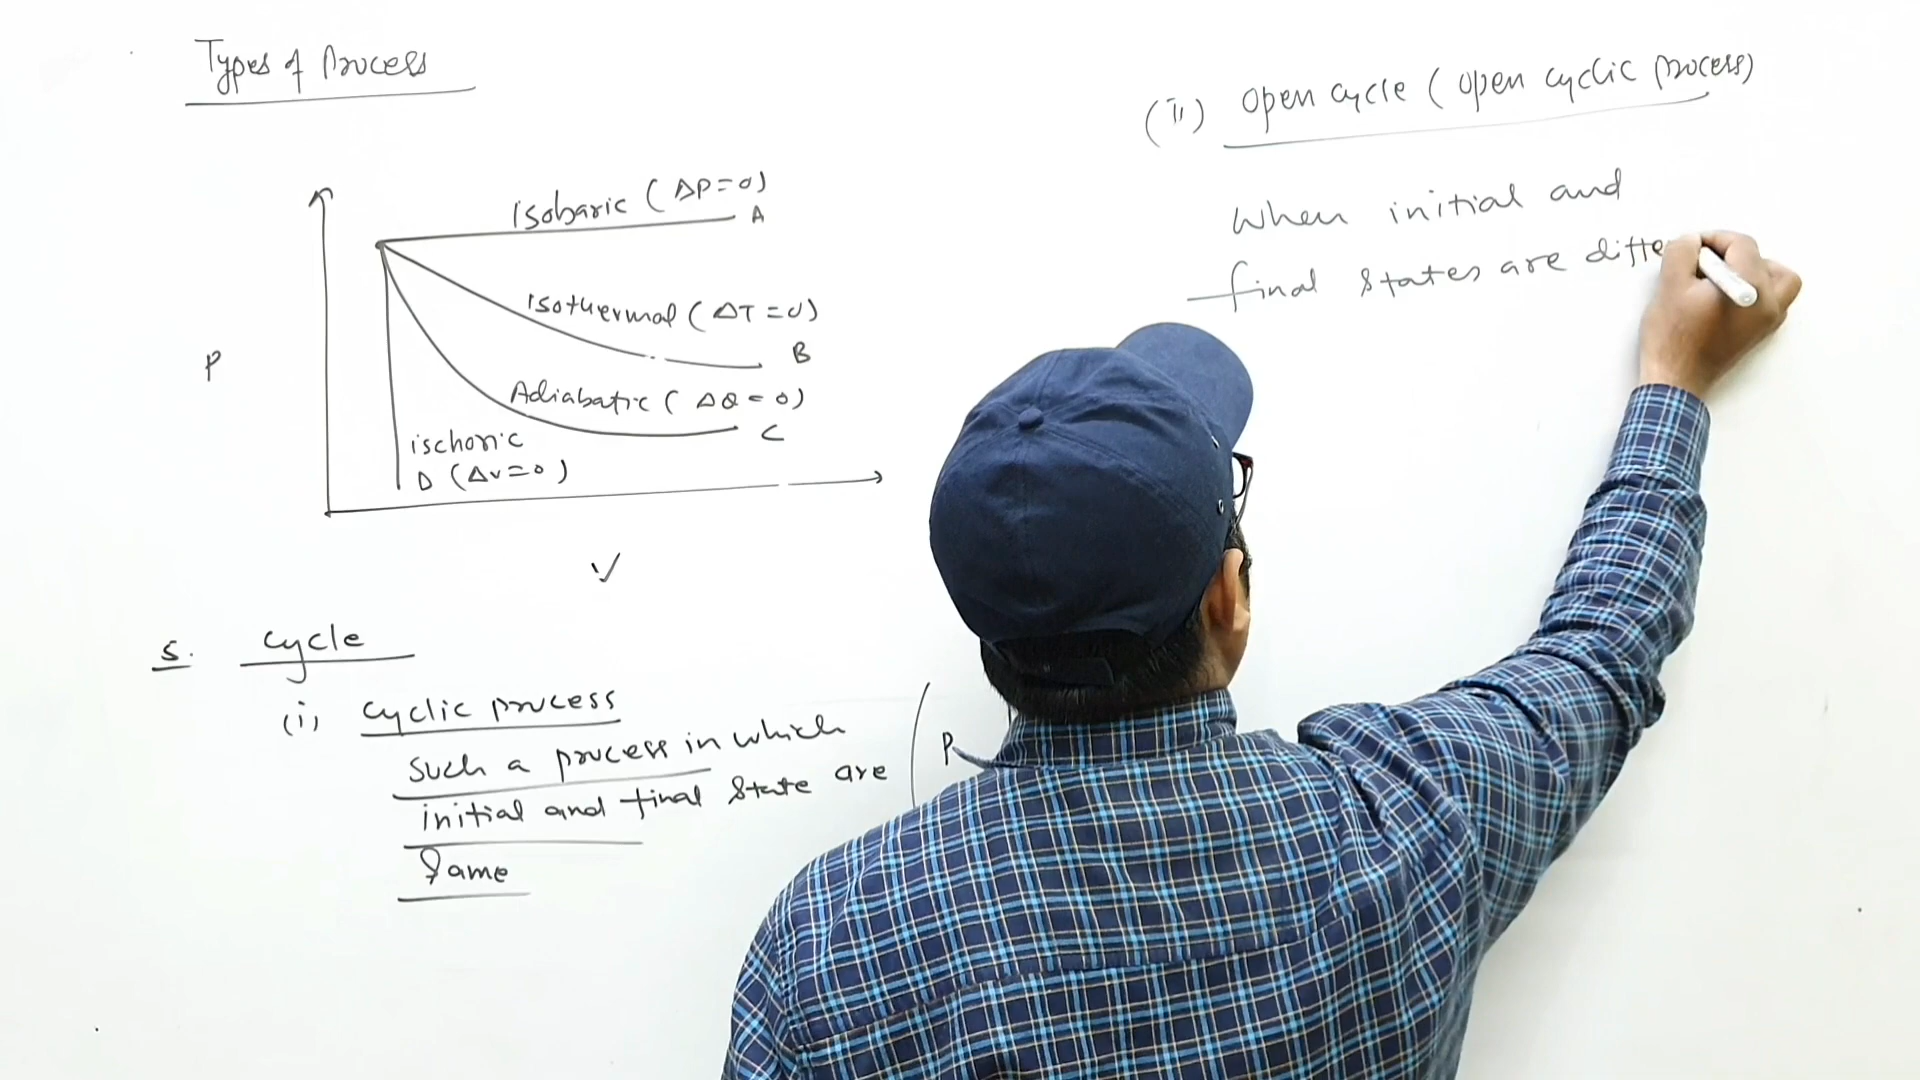 Types of Process
Isobaric (ΔP=0)
A
Isothermal (ΔT=0)
B
P
Adiabatic (ΔQ=0)
C
ischoric
D (Δv=0)
V
5. cycle
(i) cyclic process
such a process in which
initial and final state are
same
P
(ii) open cycle (open cyclic process)
when initial and
final states are diffe